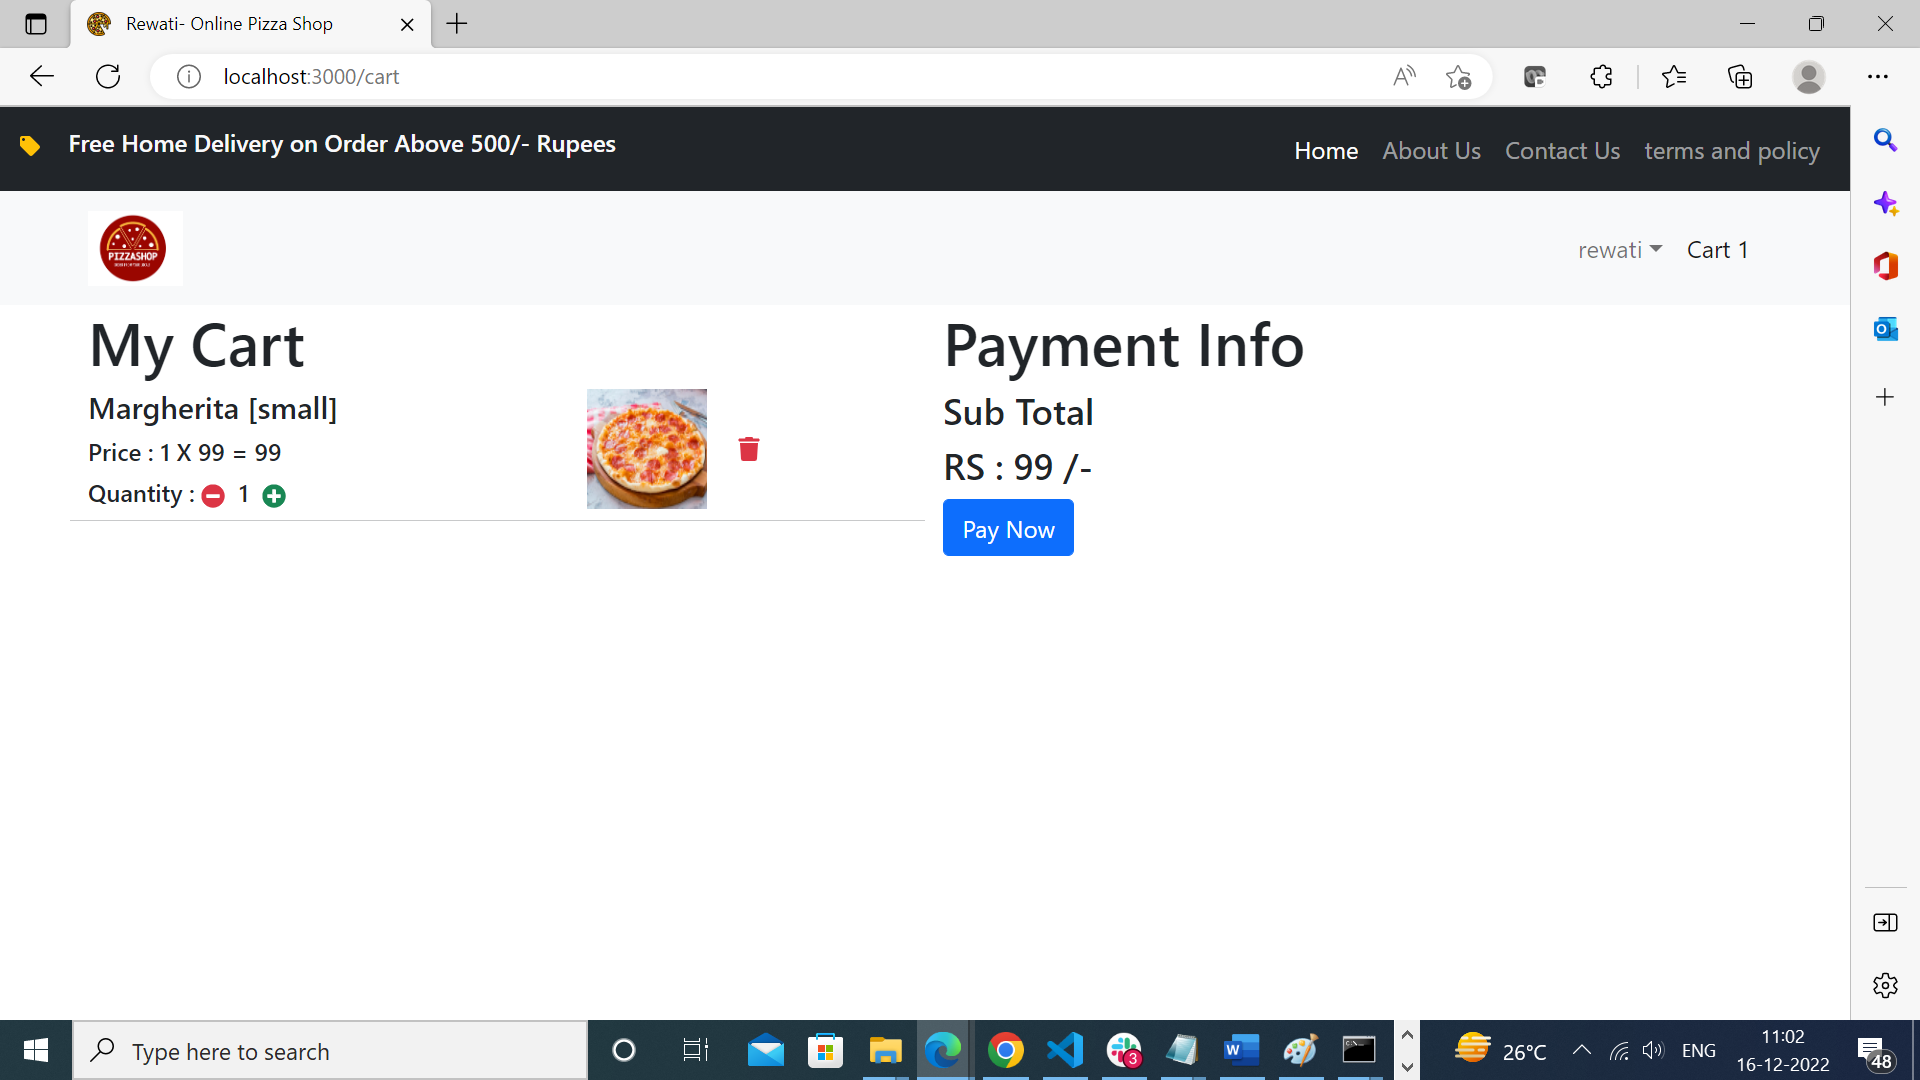 Rewati- Online Pizza Shop
localhost:3000/cart
Free Home Delivery on Order Above 500/- Rupees
Home About Us Contact Us terms and policy
PIZZASHOP
rewati Cart 1
My Cart
Margherita [small]
Price : 1 X 99 = 99
Quantity : 1
Payment Info
Sub Total
RS : 99 /-
Pay Now
Type here to search
3
26°C
ENG
11:02
16-12-2022
48